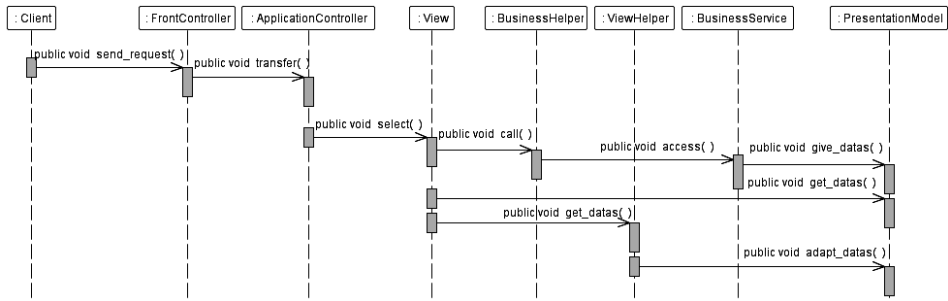 : Client
: FrontController
: ApplicationController
: View
: BusinessHelper
: ViewHelper
: BusinessService
: PresentationModel
public void send_request( )
public void transfer( )
public void select( )
public void call( )
public void access( )
public void give_datas( )
public void get_datas( )
public void get_datas( )
public void adapt_datas( )